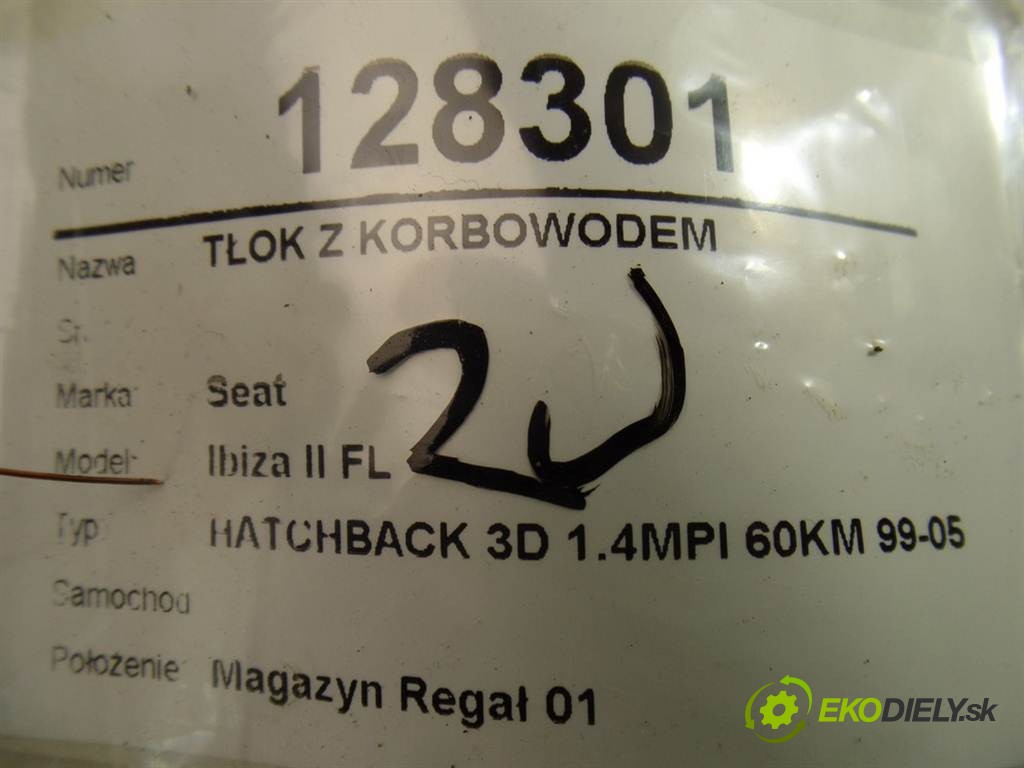 Numer 128301
Nazwa TŁOK Z KORBOWODEM
Marka Seat
Model Ibiza II FL
Typ HATCHBACK 3D 1.4MPI 60KM 99-05
Samochod
Położenie Magazyn Regał 01
EKODIELY.sk